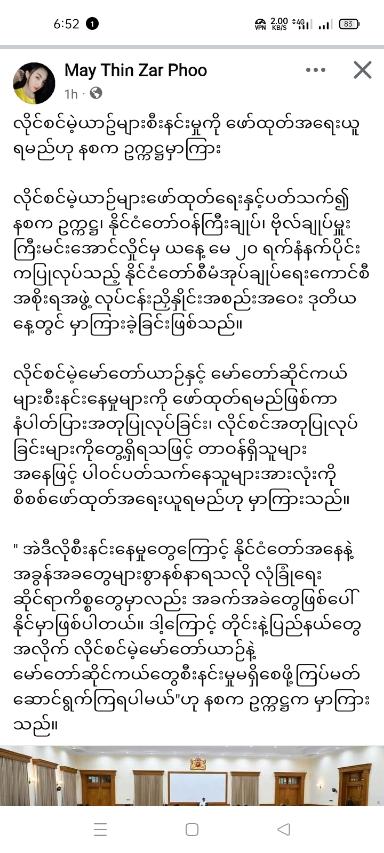 6:52 1 VPN 2.00 KB/S 4G 83
May Thin Zar Phoo
1h ·
လိုင်စင်မဲ့ယာဉ်များစီးနင်းမှုကို ဖော်ထုတ်အရေးယူ
ရမည်ဟု နစက ဥက္ကဋ္ဌမှာကြား
လိုင်စင်မဲ့ယာဉ်များဖော်ထုတ်ရေးနှင့်ပတ်သက်၍
နစက ဥက္ကဋ္ဌ၊ နိုင်ငံတော်ဝန်ကြီးချုပ်၊ ဗိုလ်ချုပ်မှူး
ကြီးမင်းအောင်လှိုင်မှ ယနေ့ မေ ၂၀ ရက်နံနက်ပိုင်း
ကပြုလုပ်သည့် နိုင်ငံတော်စီမံအုပ်ချုပ်ရေးကောင်စီ
အစိုးရအဖွဲ့ လုပ်ငန်းညှိနှိုင်းအစည်းအဝေး ဒုတိယ
နေ့တွင် မှာကြားခဲ့ခြင်းဖြစ်သည်။
လိုင်စင်မဲ့မော်တော်ယာဉ်နှင့် မော်တော်ဆိုင်ကယ်
များစီးနင်းနေမှုများကို ဖော်ထုတ်ရမည်ဖြစ်ကာ
နံပါတ်ပြားအတုပြုလုပ်ခြင်း၊ လိုင်စင်အတုပြုလုပ်
ခြင်းများကိုတွေ့ရှိရသဖြင့် တာဝန်ရှိသူများ
အနေဖြင့် ပါဝင်ပတ်သက်နေသူများအားလုံးကို
စိစစ်ဖော်ထုတ်အရေးယူရမည်ဟု မှာကြားသည်။
" အဲဒီလိုစီးနင်းနေမှုတွေကြောင့် နိုင်ငံတော်အနေနဲ့
အခွန်အခတွေများစွာနစ်နာရသလို လုံခြုံရေး
ဆိုင်ရာကိစ္စတွေမှာလည်း အခက်အခဲတွေဖြစ်ပေါ်
နိုင်မှာဖြစ်ပါတယ်။ ဒါ့ကြောင့် တိုင်းနဲ့ပြည်နယ်တွေ
အလိုက် လိုင်စင်မဲ့မော်တော်ယာဉ်နဲ့
မော်တော်ဆိုင်ကယ်တွေစီးနင်းမှုမရှိစေဖို့ကြပ်မတ်
ဆောင်ရွက်ကြရပါမယ်"ဟု နစက ဥက္ကဋ္ဌက မှာကြား
သည်။